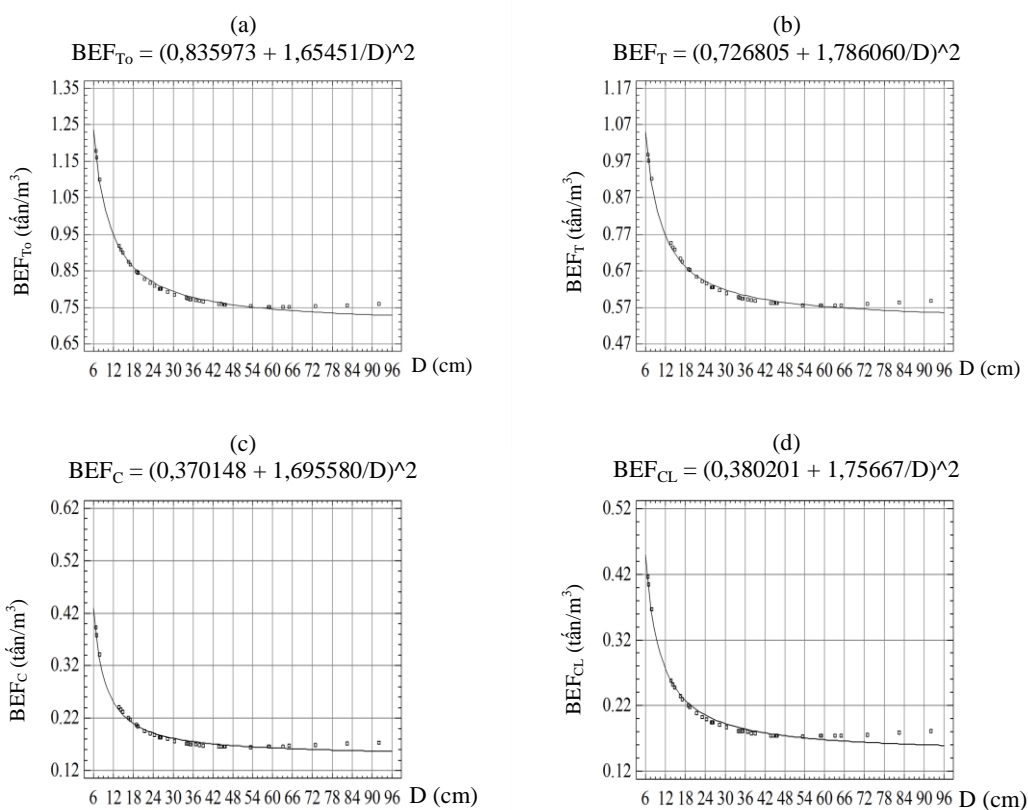 (a)
BEF_To = (0,835973 + 1,65451/D)^2
1.35
1.25
1.15
1.05
0.95
0.85
0.75
0.65
BEF_To (tấn/m³)
6 12 18 24 30 36 42 48 54 60 66 72 78 84 90 96 D (cm)
(b)
BEF_T = (0,726805 + 1,786060/D)^2
1.17
1.07
0.97
0.87
0.77
0.67
0.57
0.47
BEF_T (tấn/m³)
6 12 18 24 30 36 42 48 54 60 66 72 78 84 90 96 D (cm)
(c)
BEF_C = (0,370148 + 1,695580/D)^2
0.62
0.52
0.42
0.32
0.22
0.12
BEF_C (tấn/m³)
6 12 18 24 30 36 42 48 54 60 66 72 78 84 90 96 D (cm)
(d)
BEF_CL = (0,380201 + 1,75667/D)^2
0.52
0.42
0.32
0.22
0.12
BEF_CL (tấn/m³)
6 12 18 24 30 36 42 48 54 60 66 72 78 84 90 96 D (cm)